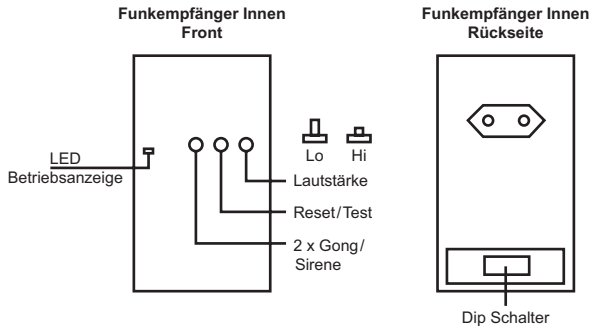 Funkempfänger Innen
Front
Funkempfänger Innen
Rückseite
Lo Hi
LED
Betriebsanzeige
Lautstärke
Reset/Test
2 x Gong/
Sirene
Dip Schalter